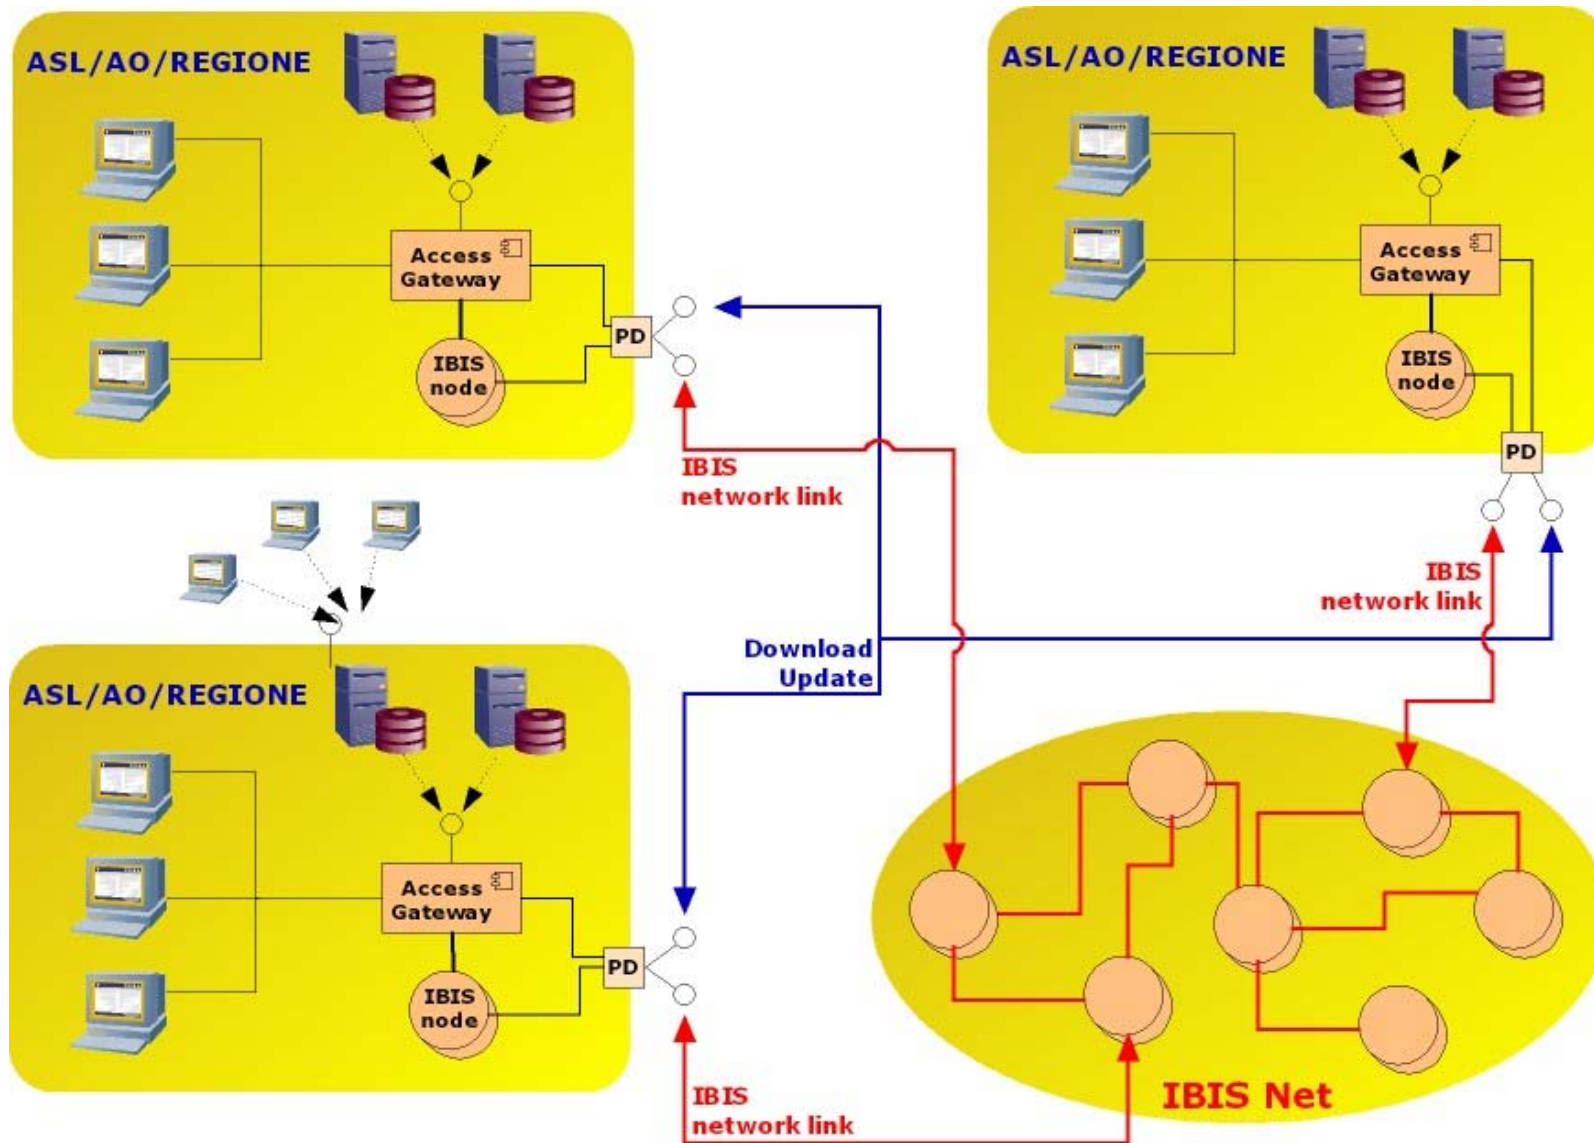 ASL/AO/REGIONE
Access
Gateway
PD
IBIS
node
IBIS
network link
ASL/AO/REGIONE
Access
Gateway
IBIS
node
PD
IBIS
network link
Download
Update
ASL/AO/REGIONE
Access
Gateway
PD
IBIS
node
IBIS
network link
IBIS Net